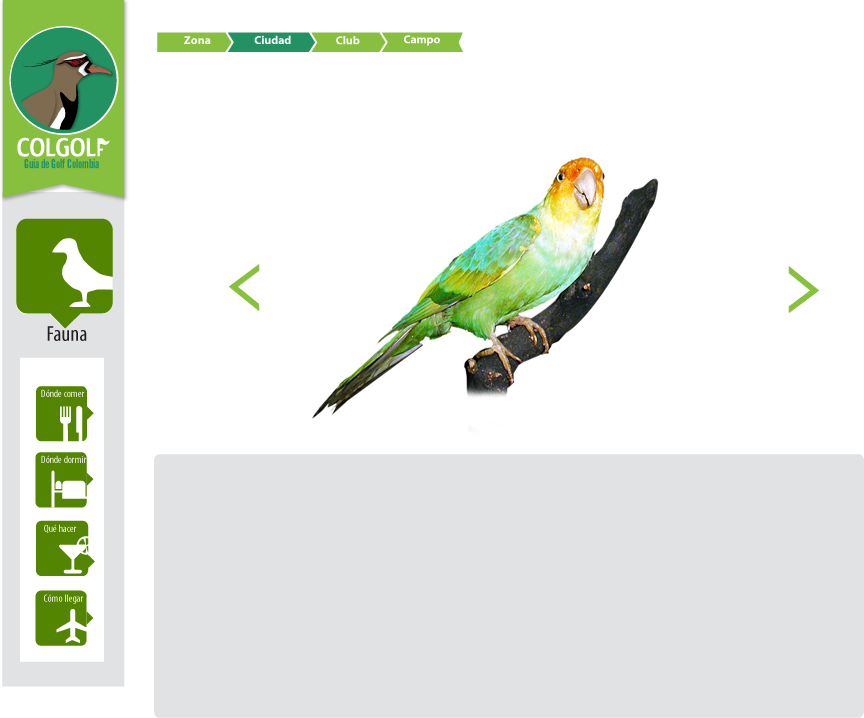 Zona
Ciudad
Club
Campo
COLGOLF
Guía de Golf Colombia
Fauna
Dónde comer
Dónde dormir
Qué hacer
Cómo llegar